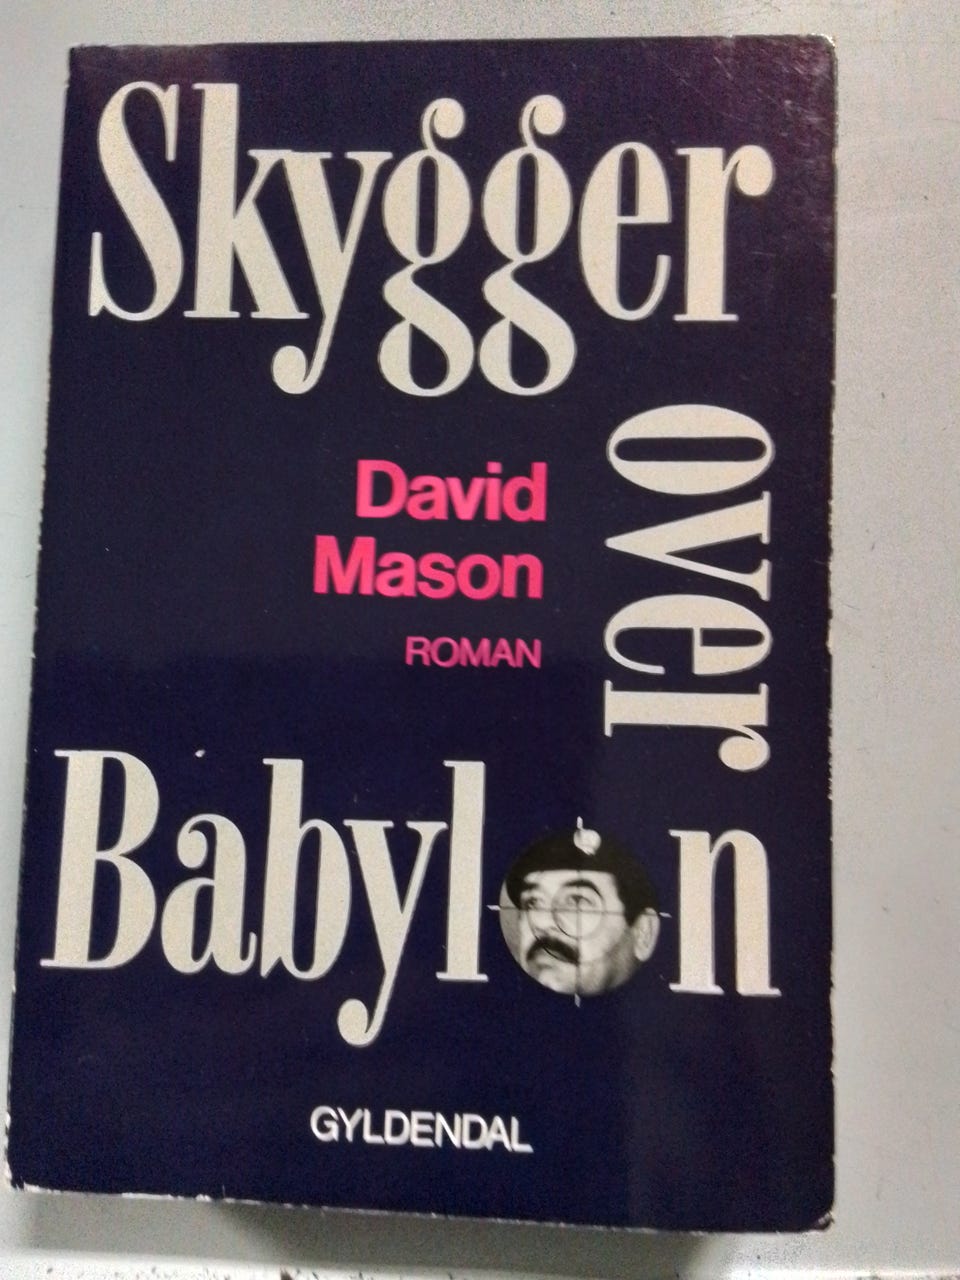 Skygger
over
David
Mason
ROMAN
Babylon
GYLDENDAL